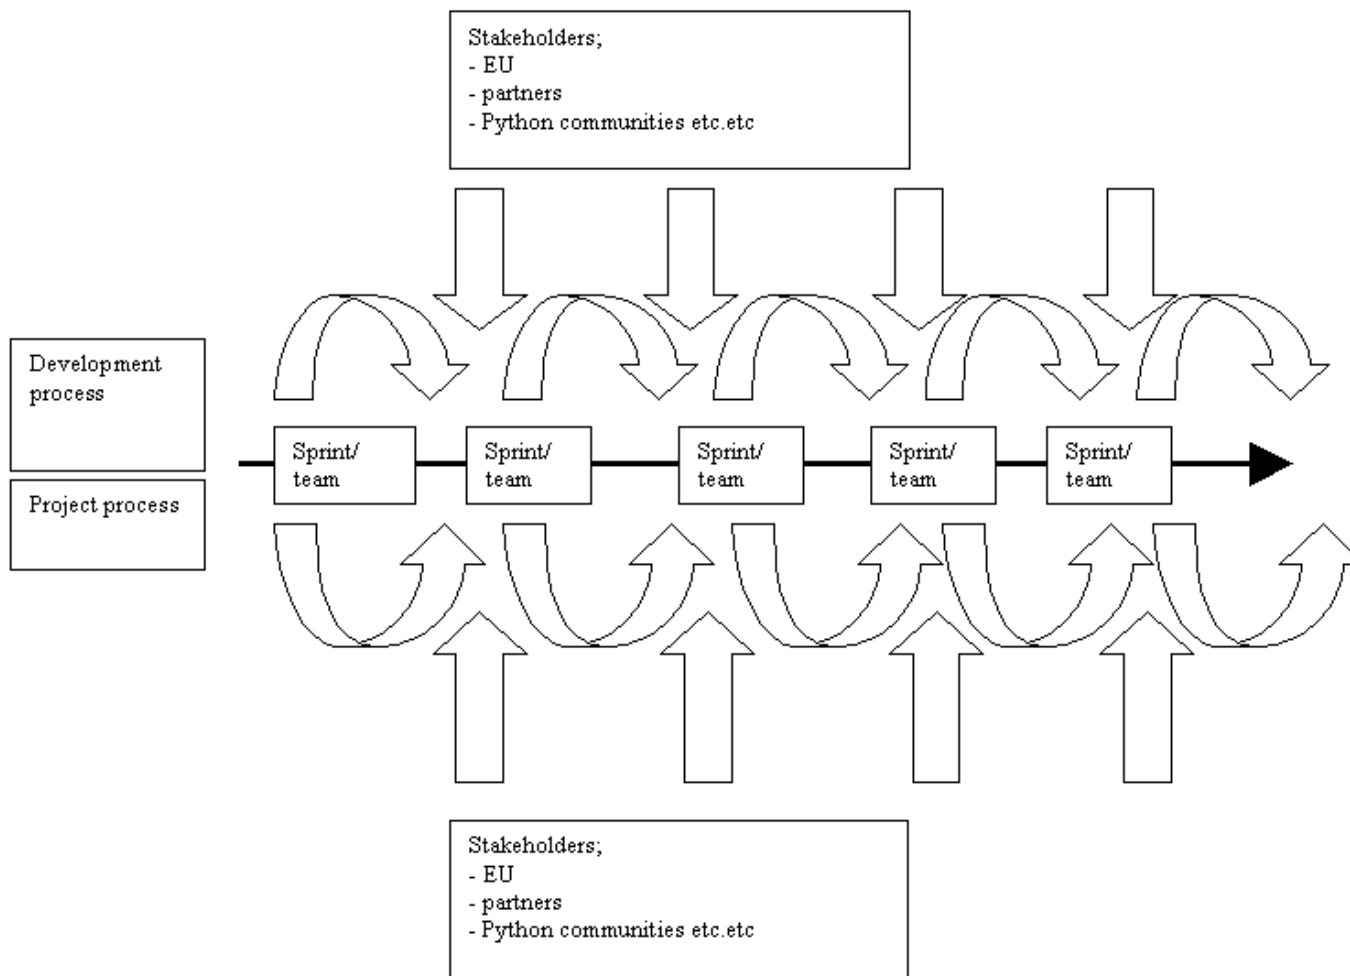 Stakeholders;
- EU
- partners
- Python communities etc.etc
Development
process
Project process
Sprint/
team
Sprint/
team
Sprint/
team
Sprint/
team
Sprint/
team
Stakeholders;
- EU
- partners
- Python communities etc.etc